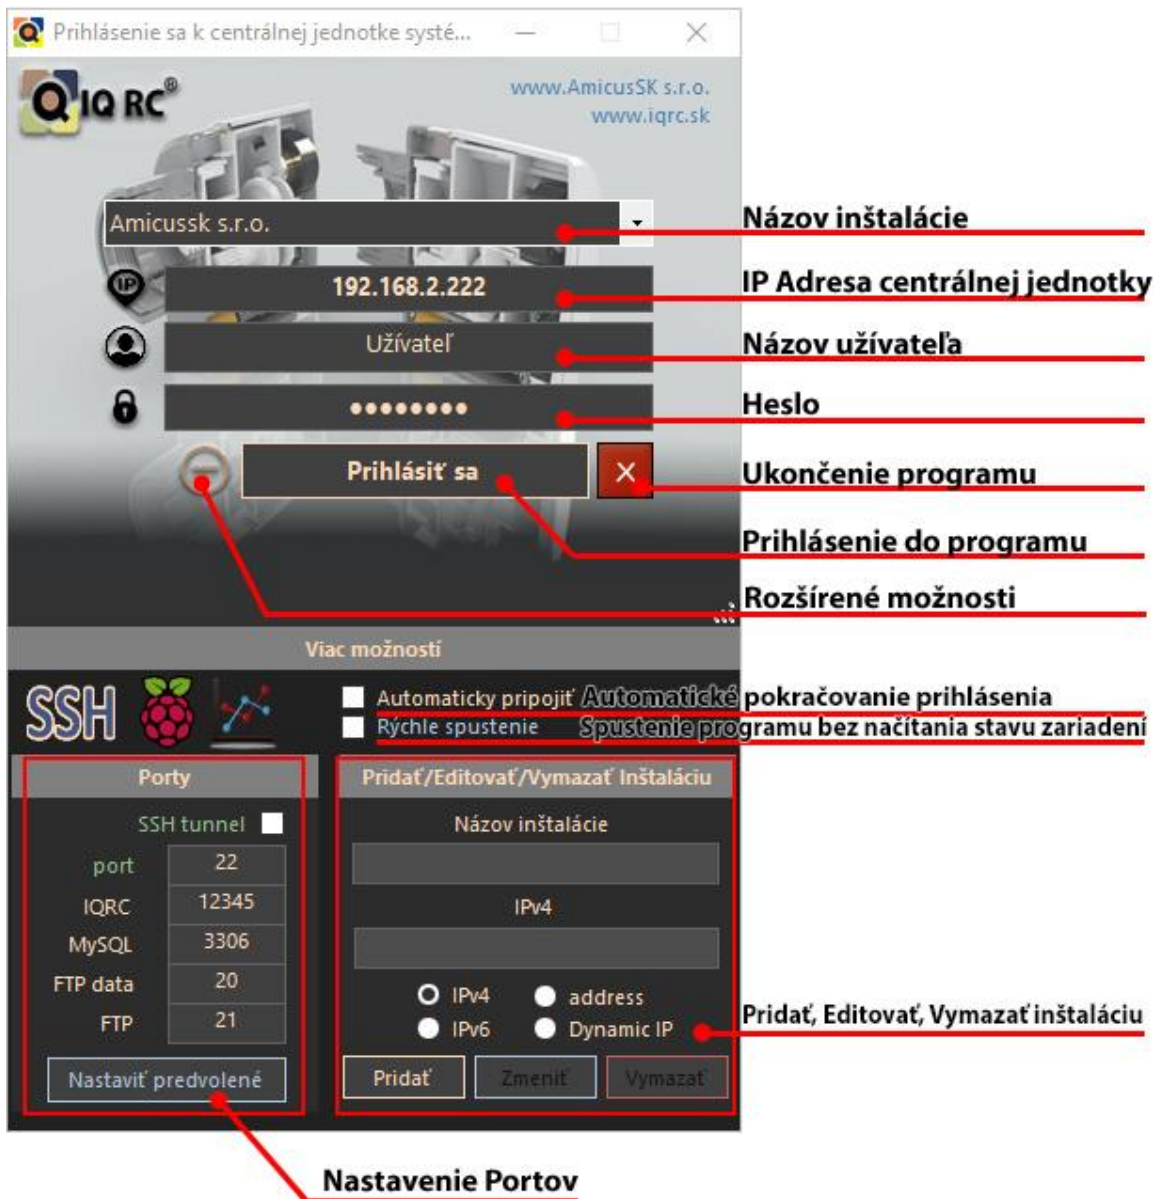 Prihlásenie sa k centrálnej jednotke systé...
IQ RC®
www.AmicusSK s.r.o.
www.iqrc.sk
Amicussk s.r.o.
Názov inštalácie
IP
192.168.2.222
IP Adresa centrálnej jednotky
Užívateľ
Názov užívateľa
Heslo
Prihlásiť sa
X
Ukončenie programu
Prihlásenie do programu
Rozšírené možnosti
Viac možností
SSH
Automaticky pripojiť
Automatické pokračovanie prihlásenia
Rýchle spustenie
Spustenie programu bez načítania stavu zariadení
Porty
SSH tunnel
port 22
IQRC 12345
MySQL 3306
FTP data 20
FTP 21
Nastaviť predvolené
Pridať/Editovať/Vymazať Inštaláciu
Názov inštalácie
IPv4
IPv4 address
IPv6 Dynamic IP
Pridať, Editovať, Vymazať inštaláciu
Pridať Zmeniť Vymazať
Nastavenie Portov